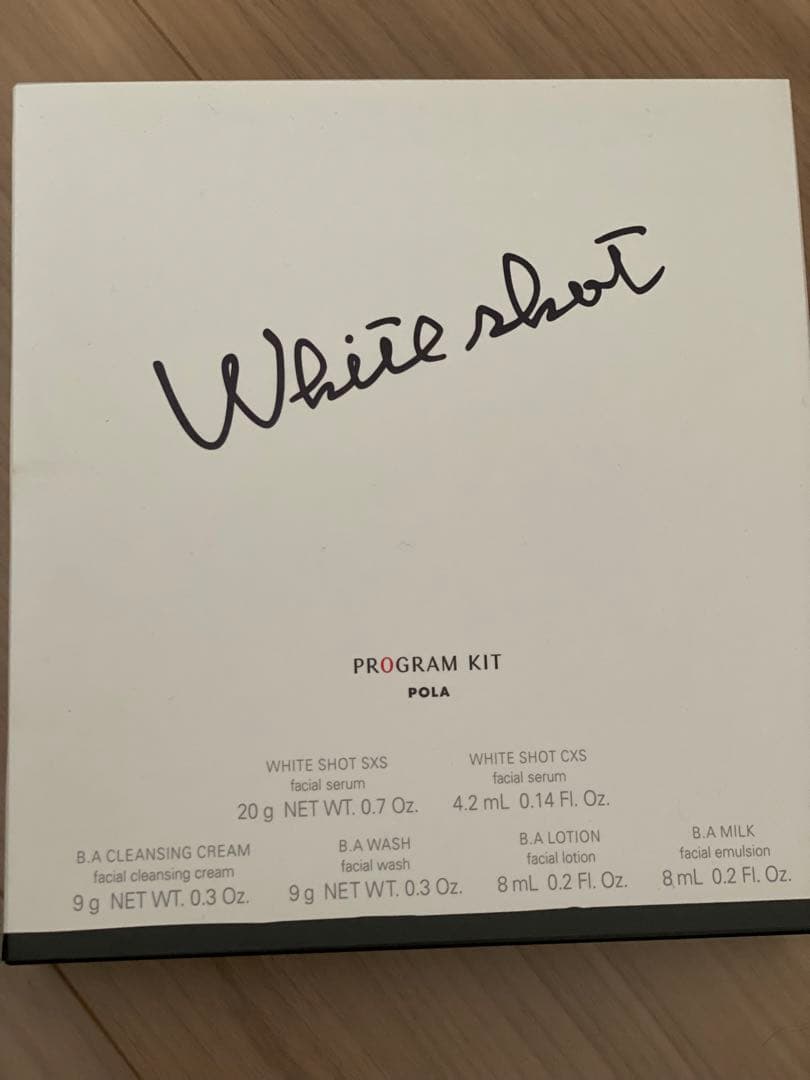 White shot
PROGRAM KIT
POLA
WHITE SHOT SXS
facial serum
20 g NET WT. 0.7 Oz.
WHITE SHOT CXS
facial serum
4.2 mL 0.14 Fl. Oz.
B.A CLEANSING CREAM
facial cleansing cream
9 g NET WT. 0.3 Oz.
B.A WASH
facial wash
9 g NET WT. 0.3 Oz.
B.A LOTION
facial lotion
8 mL 0.2 Fl. Oz.
B.A MILK
facial emulsion
8 mL 0.2 Fl. Oz.